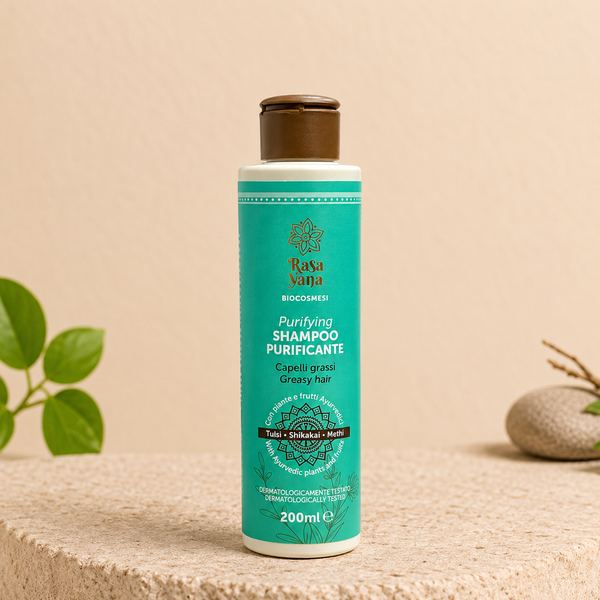 Rasa
Yana
BIOCOSMESI
Purifying
SHAMPOO
PURIFICANTE
Capelli grassi
Greasy hair
Con piante e frutti Ayurvedici
Tulsi • Shikakai • Methi
With Ayurvedic plants and fruits
DERMATOLOGICAMENTE TESTATO
DERMATOLOGICALLY TESTED
200ml ℮